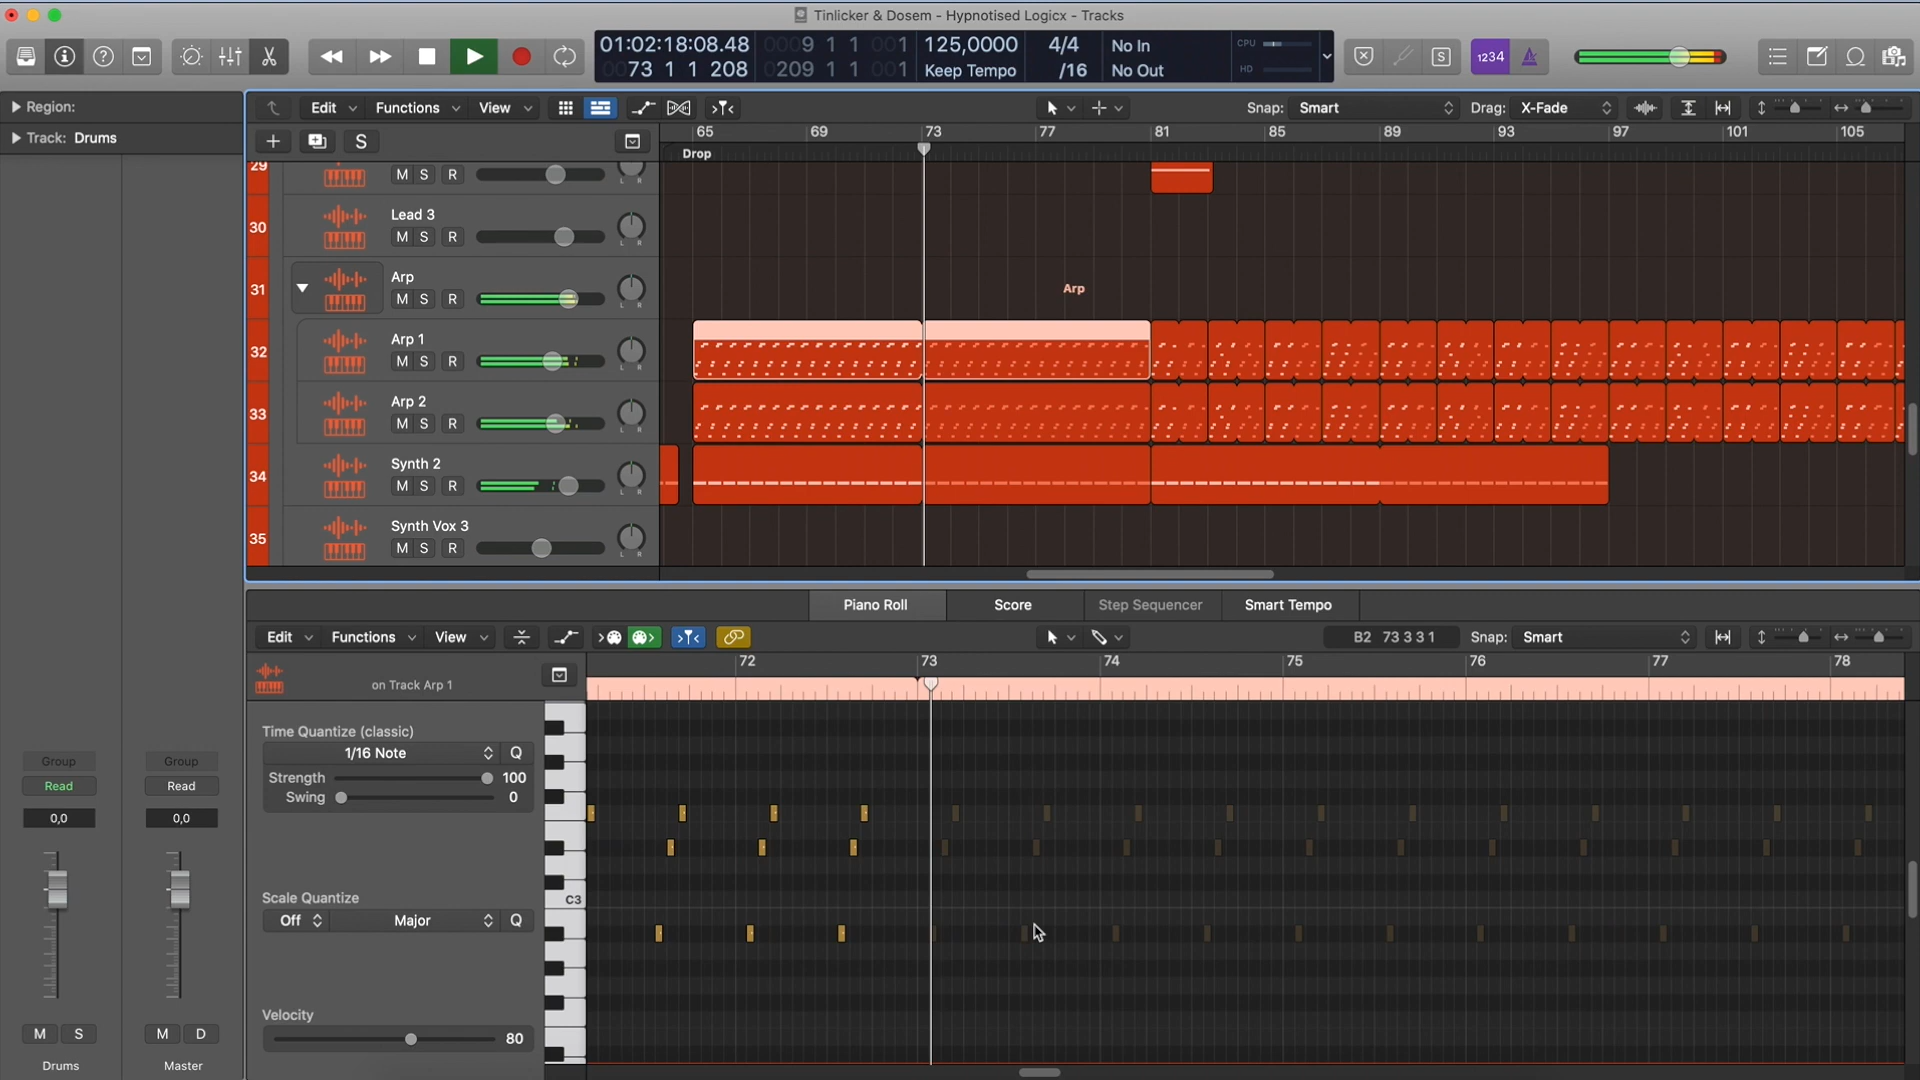 Tinlicker & Dosem - Hypnotised Logicx - Tracks
01:02:18:08.48 0009 1 1 001 125,0000 4/4 No In CPU
0073 1 1 208 0209 1 1 001 Keep Tempo /16 No Out HD
S 1234
Region:
Track: Drums
Edit Functions View Snap: Smart Drag: X-Fade
S
65 69 73 77 81 85 89 93 97 101 105
Drop
29 M S R L R
30 Lead 3 M S R L R
31 Arp M S R L R
Arp
32 Arp 1 M S R L R
33 Arp 2 M S R L R
34 Synth 2 M S R L R
35 Synth Vox 3 M S R L R
Piano Roll Score Step Sequencer Smart Tempo
Edit Functions View B2 73 3 3 1 Snap: Smart
72 73 74 75 76 77 78
on Track Arp 1
Time Quantize (classic)
1/16 Note Q
Strength 100
Swing 0
Scale Quantize
Off Major Q
Velocity
80
C3
Group Group
Read Read
0,0 0,0
M S M D
Drums Master